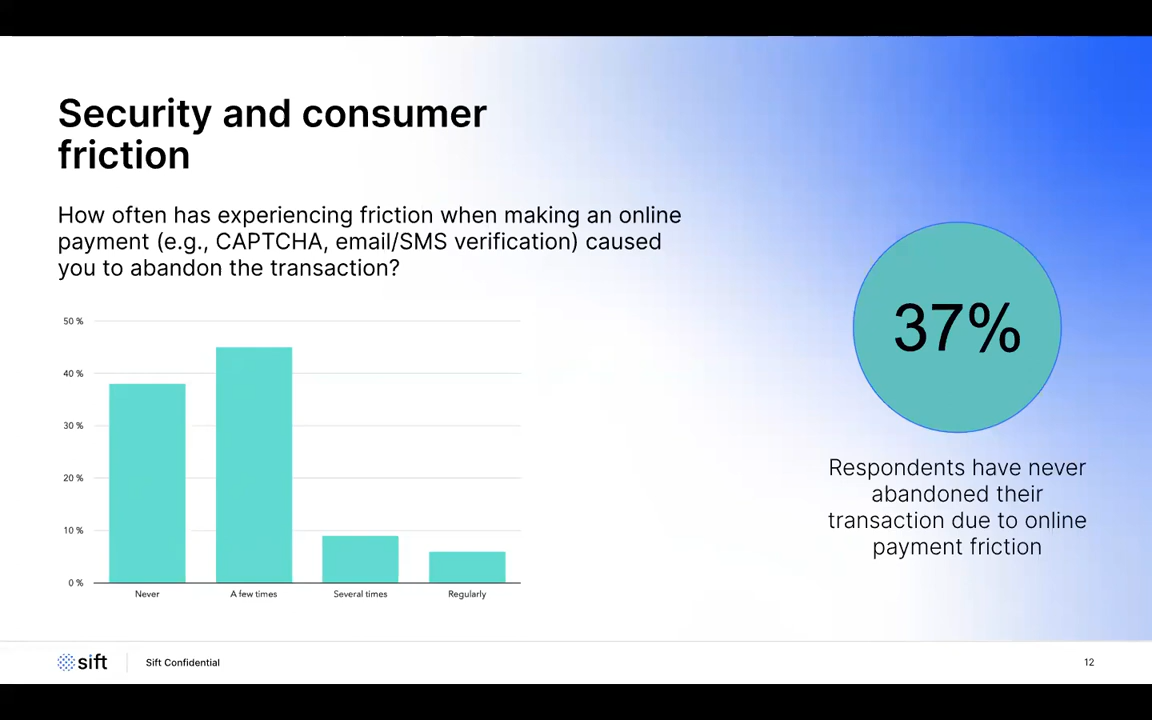 Security and consumer
friction
How often has experiencing friction when making an online
payment (e.g., CAPTCHA, email/SMS verification) caused
you to abandon the transaction?
50 %
40 %
30 %
20 %
10 %
0 %
Never
A few times
Several times
Regularly
37%
Respondents have never
abandoned their
transaction due to online
payment friction
sift
Sift Confidential
12